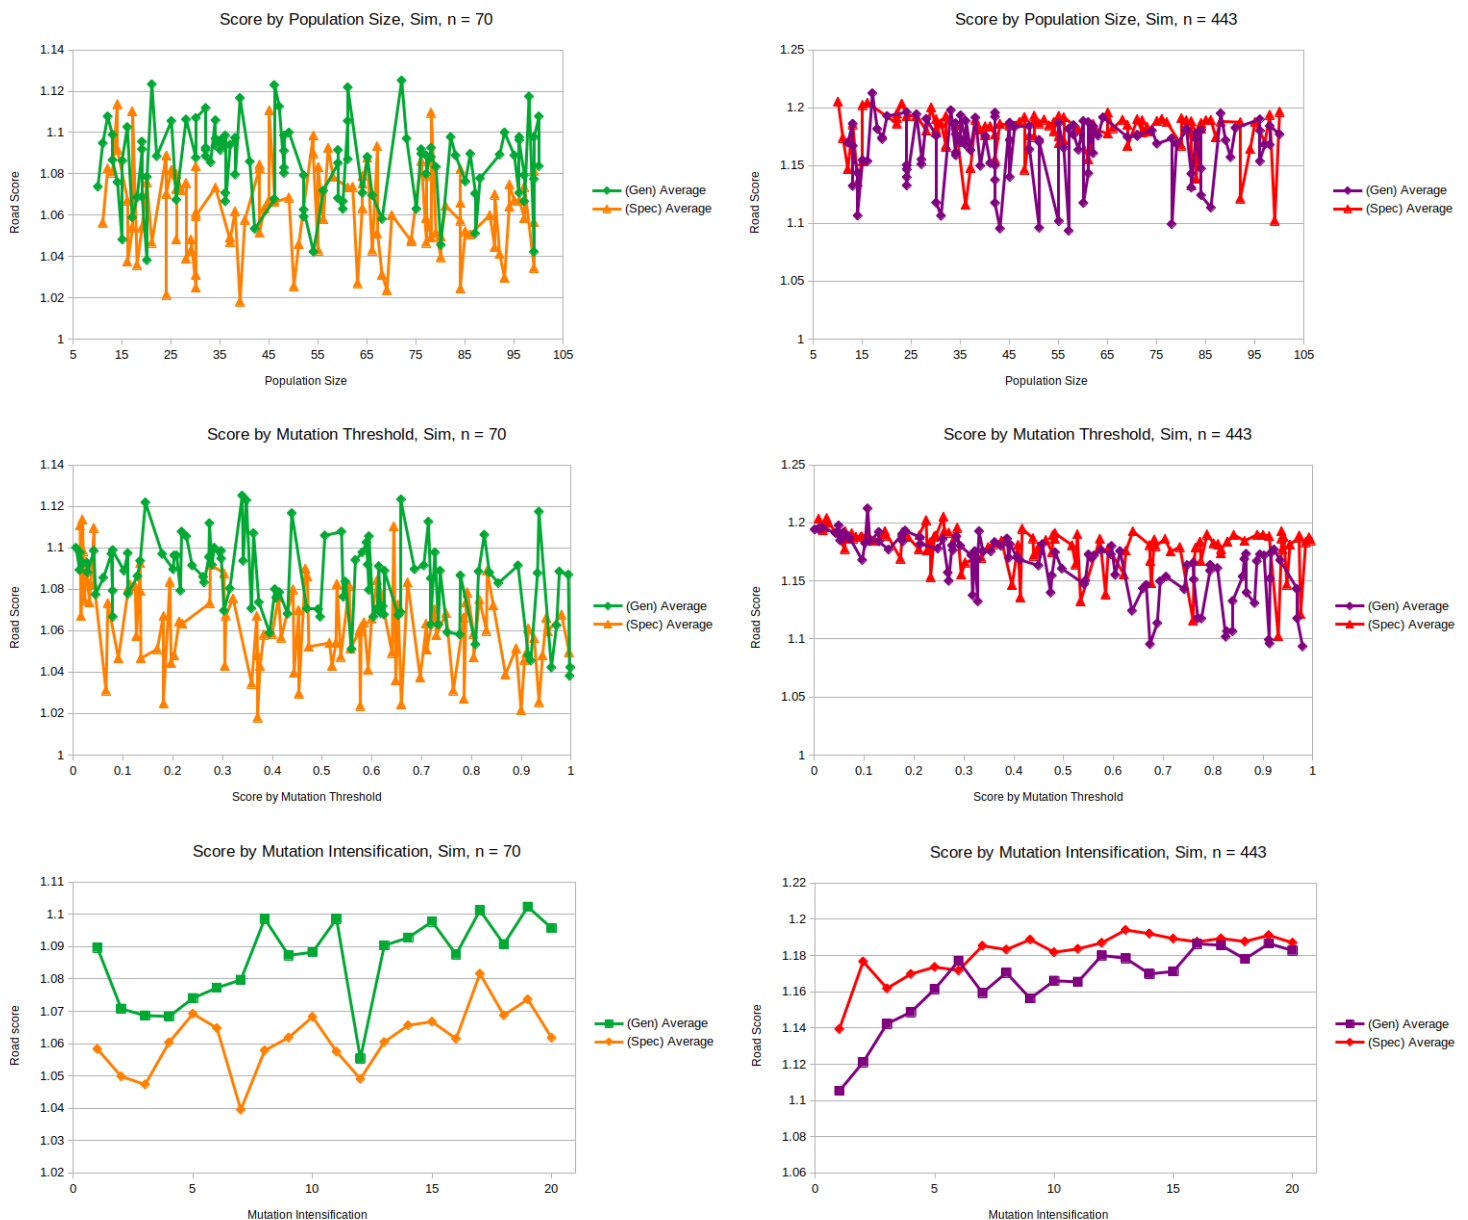 Score by Population Size, Sim, n = 70
1.14
1.12
1.1
1.08
1.06
1.04
1.02
1
5 15 25 35 45 55 65 75 85 95 105
Road Score
Population Size
(Gen) Average
(Spec) Average
Score by Population Size, Sim, n = 443
1.25
1.2
1.15
1.1
1.05
1
5 15 25 35 45 55 65 75 85 95 105
Road Score
Population Size
(Gen) Average
(Spec) Average
Score by Mutation Threshold, Sim, n = 70
1.14
1.12
1.1
1.08
1.06
1.04
1.02
1
0 0.1 0.2 0.3 0.4 0.5 0.6 0.7 0.8 0.9 1
Road Score
Score by Mutation Threshold
(Gen) Average
(Spec) Average
Score by Mutation Threshold, Sim, n = 443
1.25
1.2
1.15
1.1
1.05
1
0 0.1 0.2 0.3 0.4 0.5 0.6 0.7 0.8 0.9 1
Road Score
Score by Mutation Threshold
(Gen) Average
(Spec) Average
Score by Mutation Intensification, Sim, n = 70
1.11
1.1
1.09
1.08
1.07
1.06
1.05
1.04
1.03
1.02
0 5 10 15 20
Road score
Mutation Intensification
(Gen) Average
(Spec) Average
Score by Mutation Intensification, Sim, n = 443
1.22
1.2
1.18
1.16
1.14
1.12
1.1
1.08
1.06
0 5 10 15 20
Road Score
Mutation Intensification
(Gen) Average
(Spec) Average